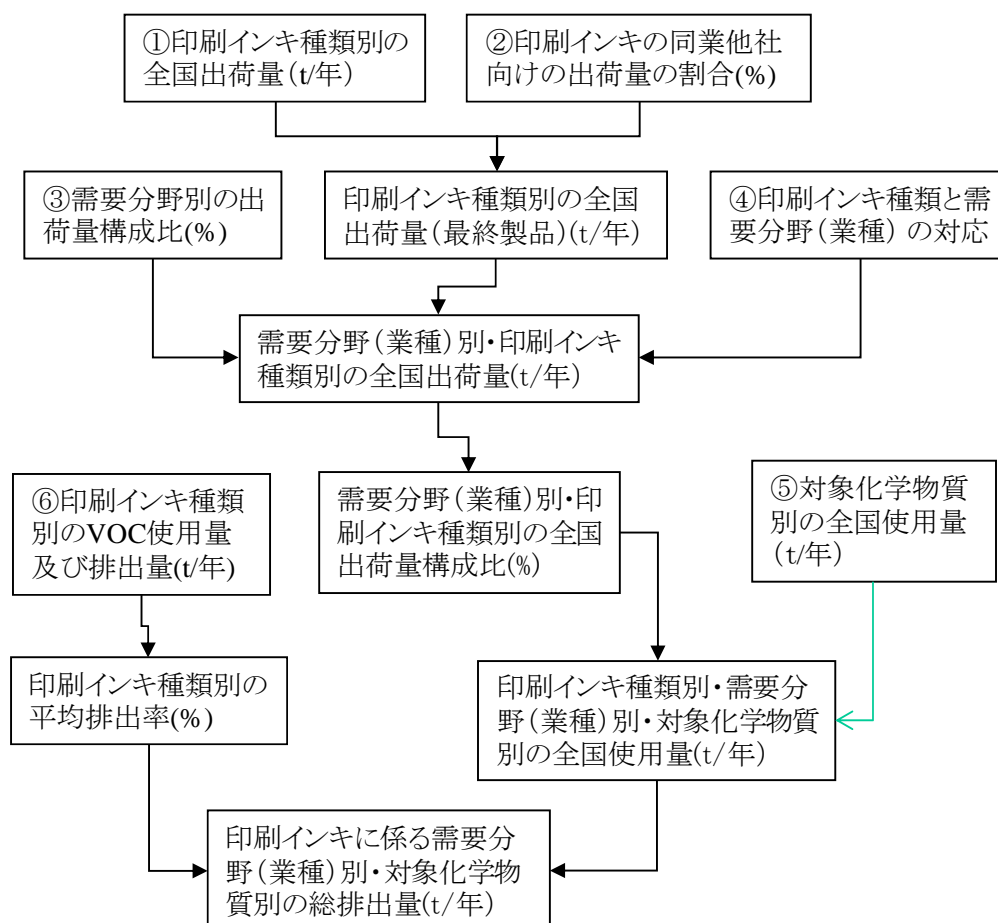 ①印刷インキ種類別の
全国出荷量(t/年)
②印刷インキの同業他社
向けの出荷量の割合(%)
③需要分野別の出
荷量構成比(%)
印刷インキ種類別の全国
出荷量(最終製品)(t/年)
④印刷インキ種類と需
要分野(業種) の対応
需要分野(業種)別・印刷インキ
種類別の全国出荷量(t/年)
⑥印刷インキ種類
別のVOC使用量
及び排出量(t/年)
需要分野(業種)別・印
刷インキ種類別の全国
出荷量構成比(%)
⑤対象化学物質
別の全国使用量
(t/年)
印刷インキ種類別の
平均排出率(%)
印刷インキ種類別・需要分
野(業種)別・対象化学物質
別の全国使用量(t/年)
印刷インキに係る需要分
野(業種)別・対象化学物
質別の総排出量(t/年)